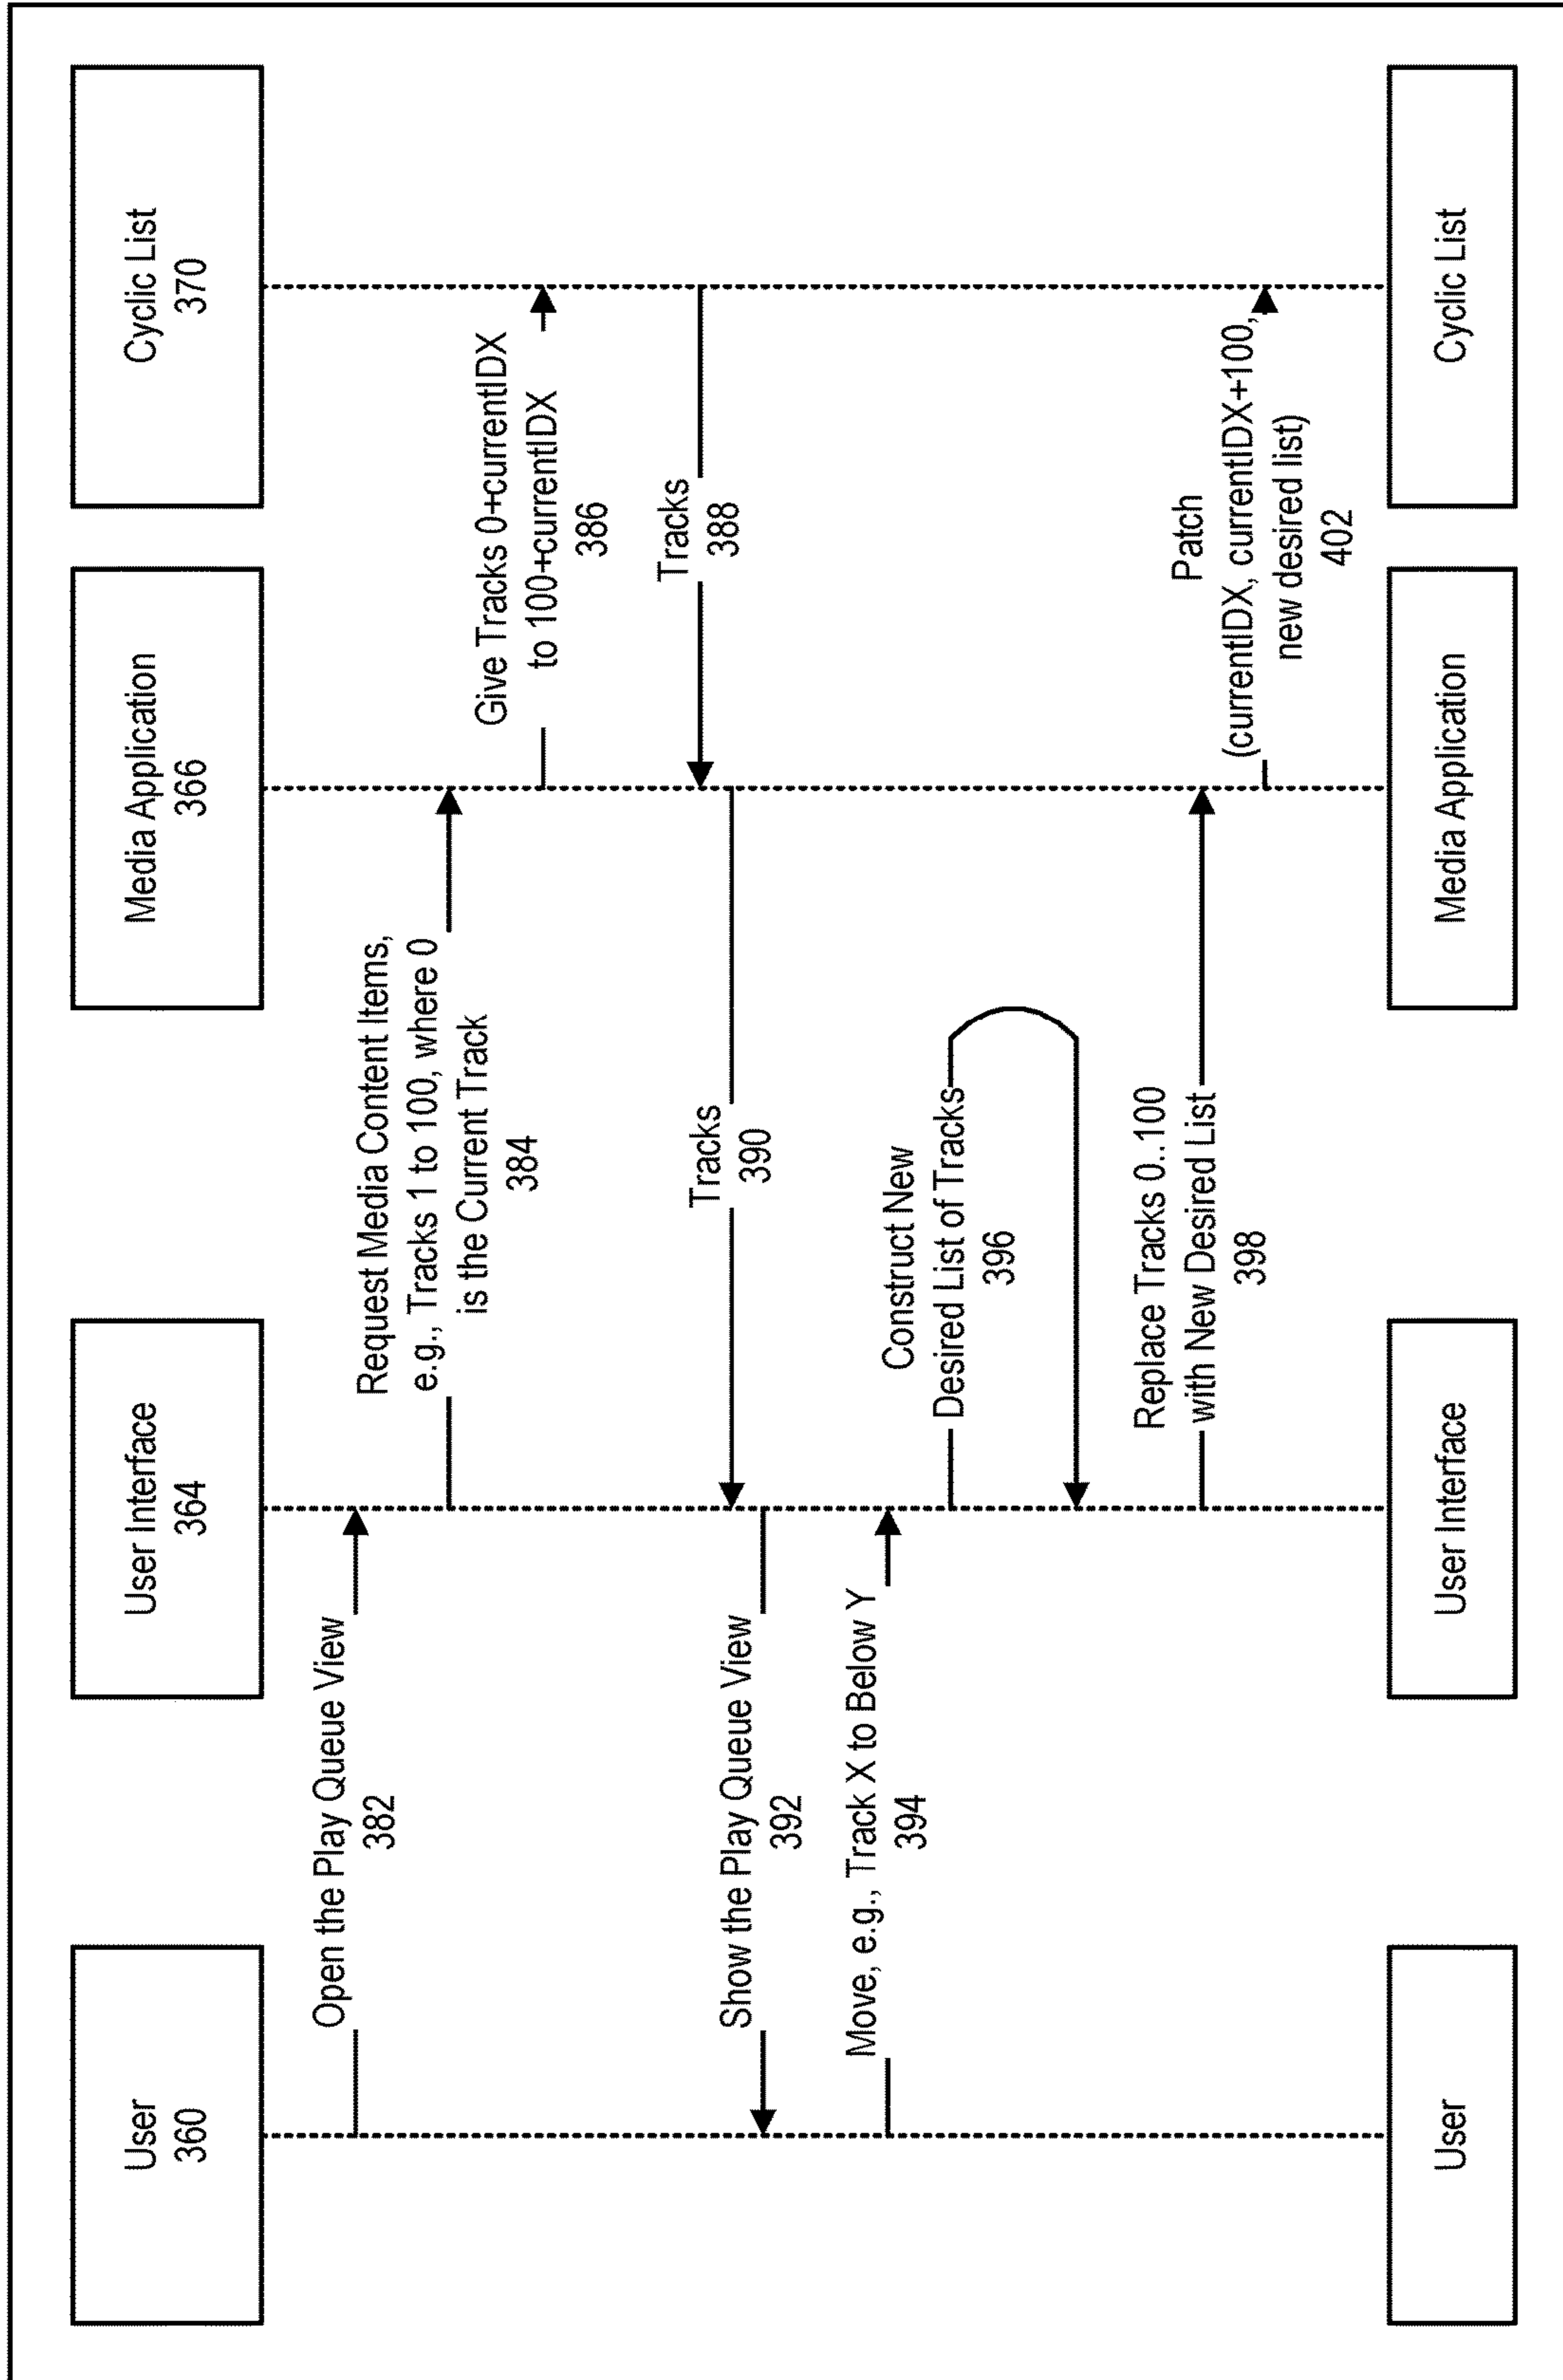 User
360
User Interface
364
Media Application
366
Cyclic List
370
Open the Play Queue View
382
Request Media Content Items,
e.g., Tracks 1 to 100, where 0
is the Current Track
384
Give Tracks 0+currentIDX
to 100+currentIDX
386
Tracks
388
Tracks
390
Show the Play Queue View
392
Move, e.g., Track X to Below Y
394
Construct New
Desired List of Tracks
396
Replace Tracks 0..100
with New Desired List
398
Patch
(currentIDX, currentIDX+100,
new desired list)
402
User
User Interface
Media Application
Cyclic List